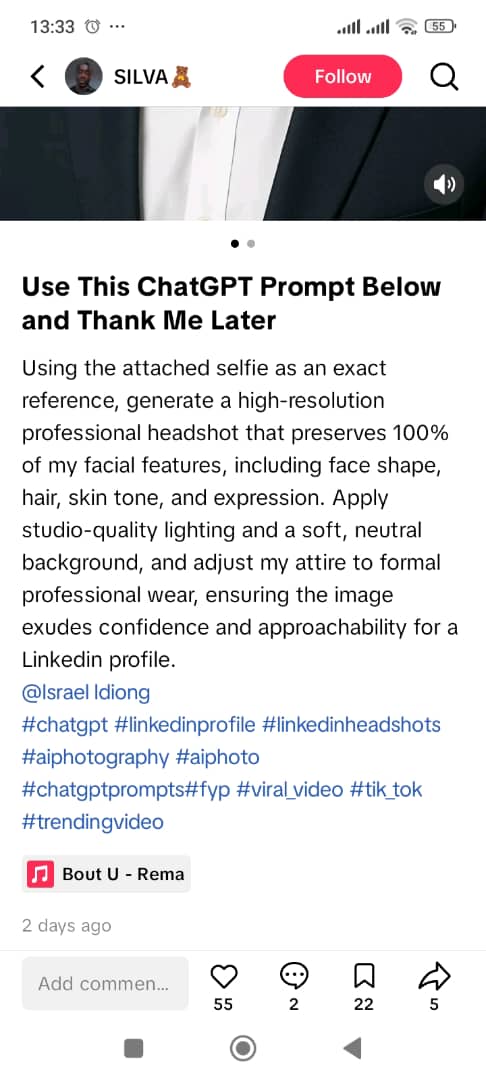 13:33 ...
55
SILVA🧸
Follow
Use This ChatGPT Prompt Below
and Thank Me Later
Using the attached selfie as an exact
reference, generate a high-resolution
professional headshot that preserves 100%
of my facial features, including face shape,
hair, skin tone, and expression. Apply
studio-quality lighting and a soft, neutral
background, and adjust my attire to formal
professional wear, ensuring the image
exudes confidence and approachability for a
Linkedin profile.
@Israel Idiong
#chatgpt #linkedinprofile #linkedinheadshots
#aiphotography #aiphoto
#chatgptprompts#fyp #viral_video #tik_tok
#trendingvideo
Bout U - Rema
2 days ago
Add commen...
55
2
22
5